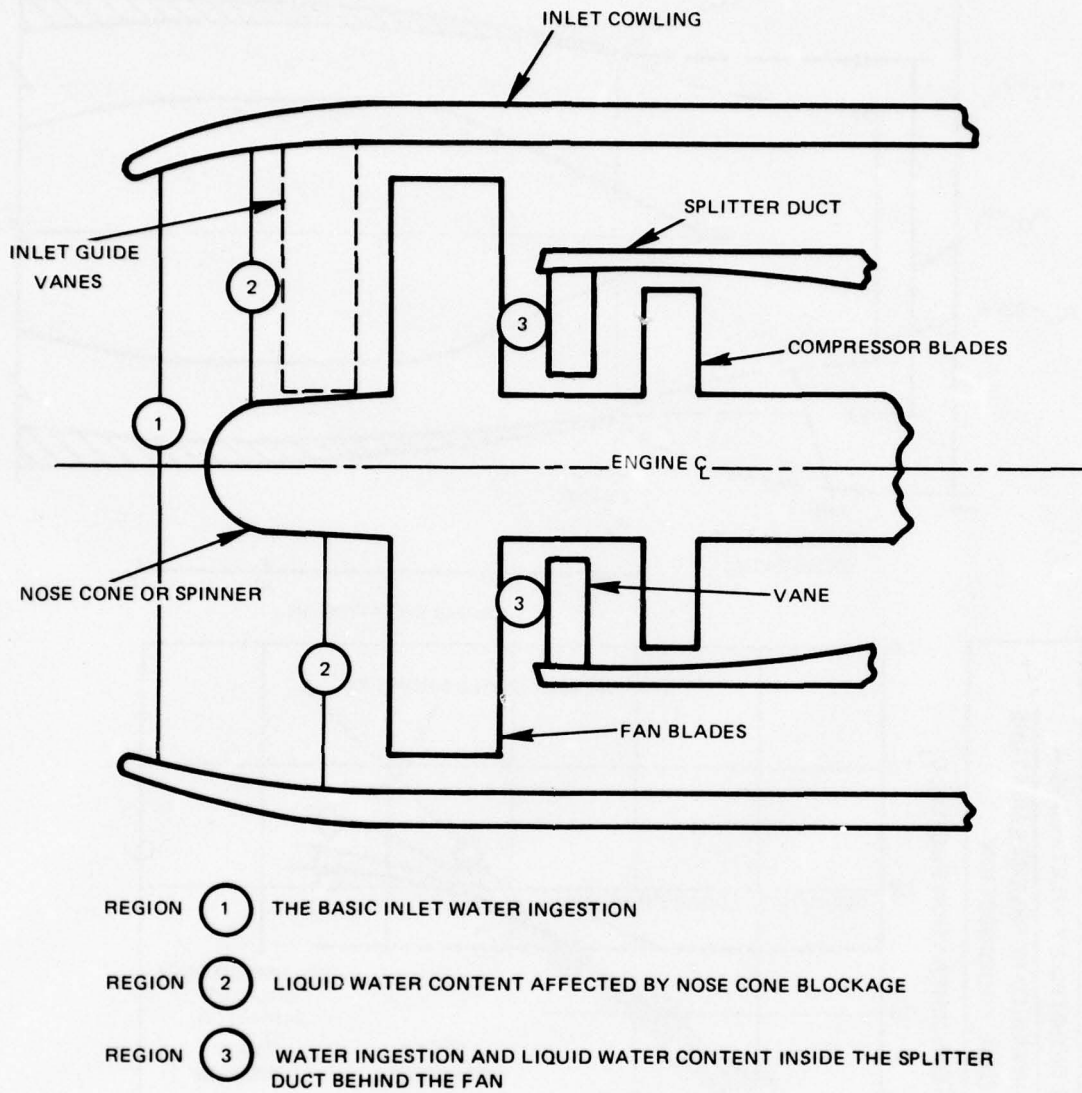 INLET COWLING
SPLITTER DUCT
INLET GUIDE
VANES
2
3
COMPRESSOR BLADES
1
ENGINE ℄
NOSE CONE OR SPINNER
3
VANE
2
FAN BLADES
REGION 1 THE BASIC INLET WATER INGESTION
REGION 2 LIQUID WATER CONTENT AFFECTED BY NOSE CONE BLOCKAGE
REGION 3 WATER INGESTION AND LIQUID WATER CONTENT INSIDE THE SPLITTER
DUCT BEHIND THE FAN